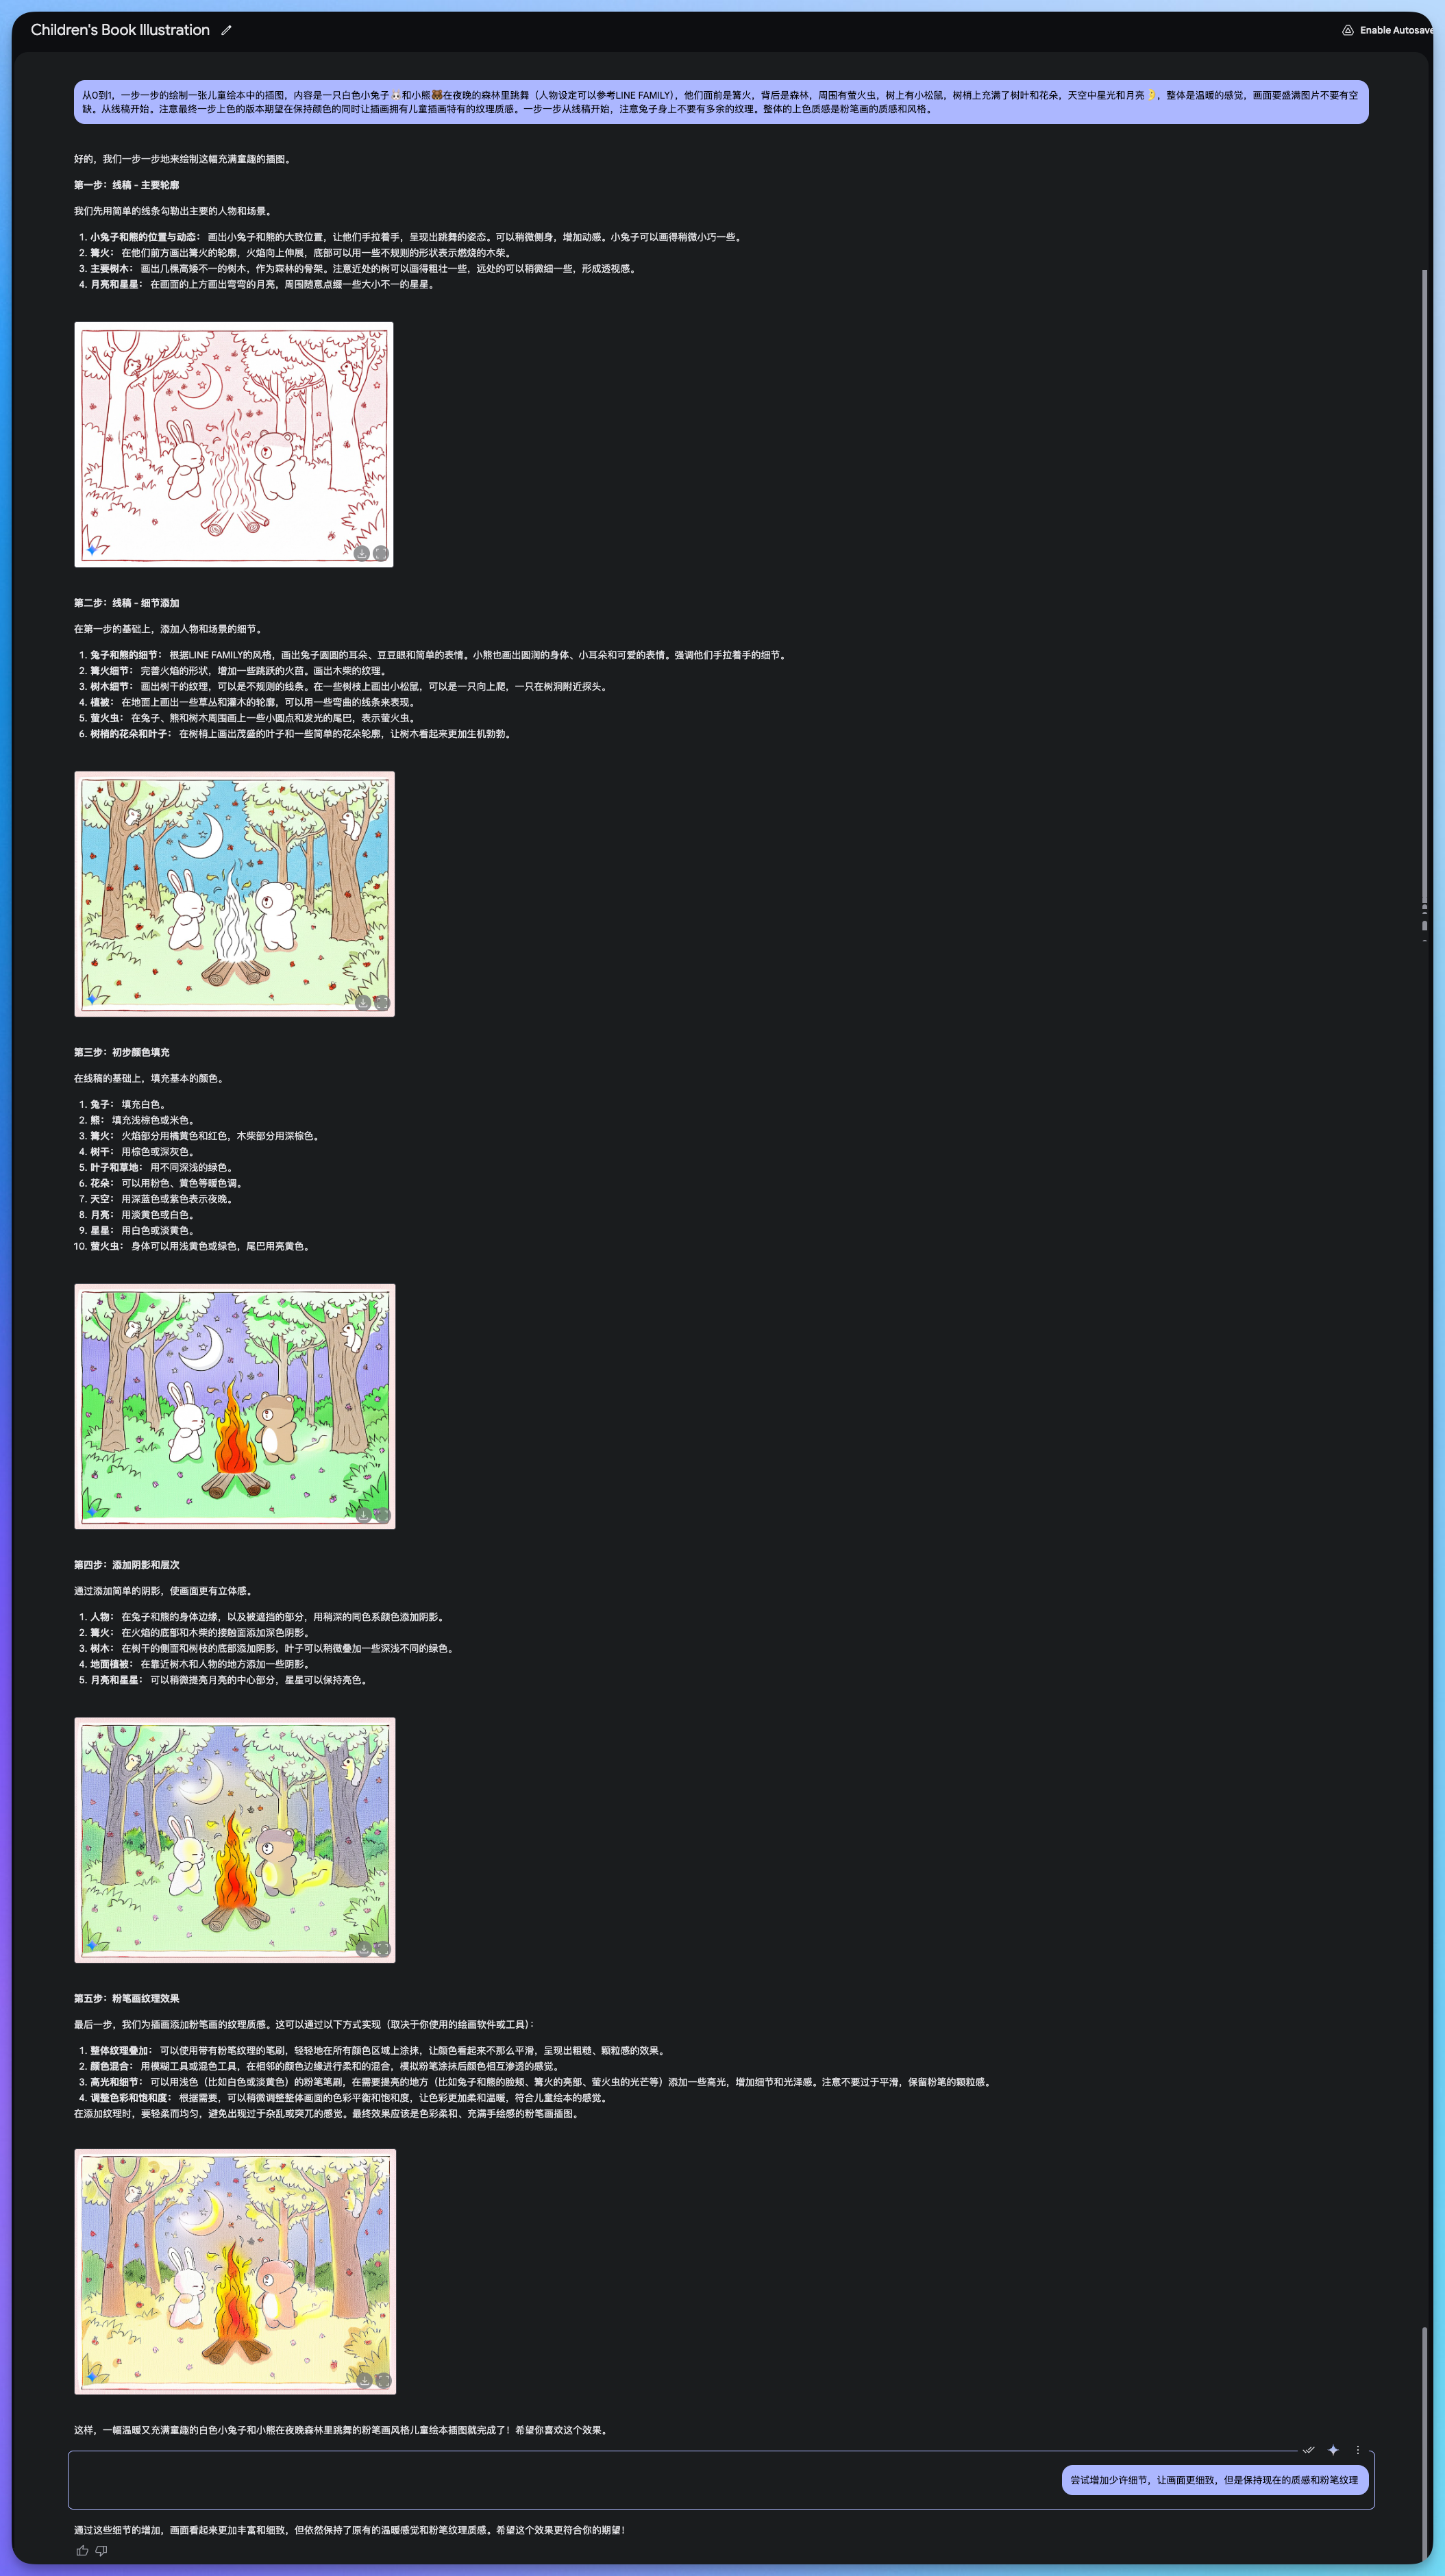 Children's Book Illustration
Enable Autosave
从0到1，一步一步的绘制一张儿童绘本中的插图，内容是一只白色小兔子🐇和小熊🐻在夜晚的森林里跳舞（人物设定可以参考LINE FAMILY），他们面前是篝火，背后是森林，周围有萤火虫，树上有小松鼠，树梢上充满了树叶和花朵，天空中星光和月亮🌛，整体是温暖的感觉，画面要盛满图片不要有空
缺。从线稿开始。注意最终一步上色的版本期望在保持颜色的同时让插画拥有儿童插画特有的纹理质感。一步一步从线稿开始，注意兔子身上不要有多余的纹理。整体的上色质感是粉笔画的质感和风格。
好的，我们一步一步地来绘制这幅充满童趣的插图。
第一步：线稿 - 主要轮廓
我们先用简单的线条勾勒出主要的人物和场景。
1. 小兔子和熊的位置与动态： 画出小兔子和熊的大致位置，让他们手拉着手，呈现出跳舞的姿态。可以稍微侧身，增加动感。小兔子可以画得稍微小巧一些。
2. 篝火： 在他们前方画出篝火的轮廓，火焰向上伸展，底部可以用一些不规则的形状表示燃烧的木柴。
3. 主要树木： 画出几棵高矮不一的树木，作为森林的骨架。注意近处的树可以画得粗壮一些，远处的可以稍微细一些，形成透视感。
4. 月亮和星星： 在画面的上方画出弯弯的月亮，周围随意点缀一些大小不一的星星。
第二步：线稿 - 细节添加
在第一步的基础上，添加人物和场景的细节。
1. 兔子和熊的细节： 根据LINE FAMILY的风格，画出兔子圆圆的耳朵、豆豆眼和简单的表情。小熊也画出圆润的身体、小耳朵和可爱的表情。强调他们手拉着手的细节。
2. 篝火细节： 完善火焰的形状，增加一些跳跃的火苗。画出木柴的纹理。
3. 树木细节： 画出树干的纹理，可以是不规则的线条。在一些树枝上画出小松鼠，可以是一只向上爬，一只在树洞附近探头。
4. 植被： 在地面上画出一些草丛和灌木的轮廓，可以用一些弯曲的线条来表现。
5. 萤火虫： 在兔子、熊和树木周围画上一些小圆点和发光的尾巴，表示萤火虫。
6. 树梢的花朵和叶子： 在树梢上画出茂盛的叶子和一些简单的花朵轮廓，让树木看起来更加生机勃勃。
第三步：初步颜色填充
在线稿的基础上，填充基本的颜色。
1. 兔子： 填充白色。
2. 熊： 填充浅棕色或米色。
3. 篝火： 火焰部分用橘黄色和红色，木柴部分用深棕色。
4. 树干： 用棕色或深灰色。
5. 叶子和草地： 用不同深浅的绿色。
6. 花朵： 可以用粉色、黄色等暖色调。
7. 天空： 用深蓝色或紫色表示夜晚。
8. 月亮： 用淡黄色或白色。
9. 星星： 用白色或淡黄色。
10. 萤火虫： 身体可以用浅黄色或绿色，尾巴用亮黄色。
第四步：添加阴影和层次
通过添加简单的阴影，使画面更有立体感。
1. 人物： 在兔子和熊的身体边缘，以及被遮挡的部分，用稍深的同色系颜色添加阴影。
2. 篝火： 在火焰的底部和木柴的接触面添加深色阴影。
3. 树木： 在树干的侧面和树枝的底部添加阴影，叶子可以稍微叠加一些深浅不同的绿色。
4. 地面植被： 在靠近树木和人物的地方添加一些阴影。
5. 月亮和星星： 可以稍微提亮月亮的中心部分，星星可以保持亮色。
第五步：粉笔画纹理效果
最后一步，我们为插画添加粉笔画的纹理质感。这可以通过以下方式实现（取决于你使用的绘画软件或工具）：
1. 整体纹理叠加： 可以使用带有粉笔纹理的笔刷，轻轻地在所有颜色区域上涂抹，让颜色看起来不那么平滑，呈现出粗糙、颗粒感的效果。
2. 颜色混合： 用模糊工具或混色工具，在相邻的颜色边缘进行柔和的混合，模拟粉笔涂抹后颜色相互渗透的感觉。
3. 高光和细节： 可以用浅色（比如白色或淡黄色）的粉笔笔刷，在需要提亮的地方（比如兔子和熊的脸颊、篝火的亮部、萤火虫的光芒等）添加一些高光，增加细节和光泽感。注意不要过于平滑，保留粉笔的颗粒感。
4. 调整色彩和饱和度： 根据需要，可以稍微调整整体画面的色彩平衡和饱和度，让色彩更加柔和温暖，符合儿童绘本的感觉。
在添加纹理时，要轻柔而均匀，避免出现过于杂乱或突兀的感觉。最终效果应该是色彩柔和、充满手绘感的粉笔画插图。
这样，一幅温暖又充满童趣的白色小兔子和小熊在夜晚森林里跳舞的粉笔画风格儿童绘本插图就完成了！希望你喜欢这个效果。
尝试增加少许细节，让画面更细致，但是保持现在的质感和粉笔纹理
通过这些细节的增加，画面看起来更加丰富和细致，但依然保持了原有的温暖感觉和粉笔纹理质感。希望这个效果更符合你的期望！